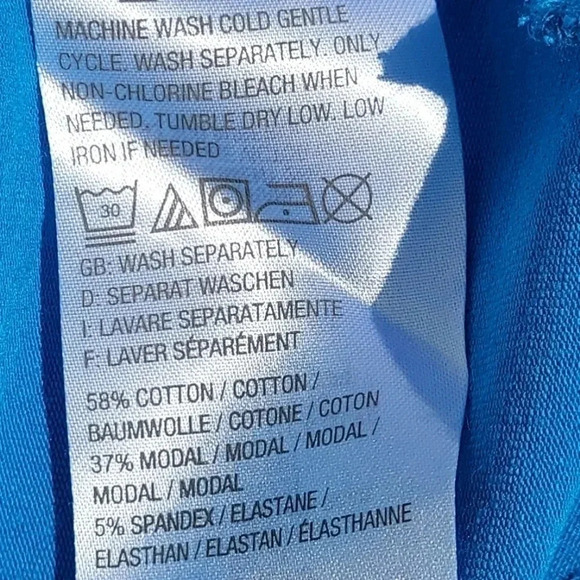 MACHINE WASH COLD GENTLE
CYCLE. WASH SEPARATELY. ONLY
NON-CHLORINE BLEACH WHEN
NEEDED. TUMBLE DRY LOW. LOW
IRON IF NEEDED
30
GB: WASH SEPARATELY
D: SEPARAT WASCHEN
I: LAVARE SEPARATAMENTE
F: LAVER SÉPARÉMENT
58% COTTON / COTTON /
BAUMWOLLE / COTONE / COTON
37% MODAL / MODAL / MODAL /
MODAL / MODAL
5% SPANDEX / ELASTANE /
ELASTHAN / ELASTAN / ÉLASTHANNE